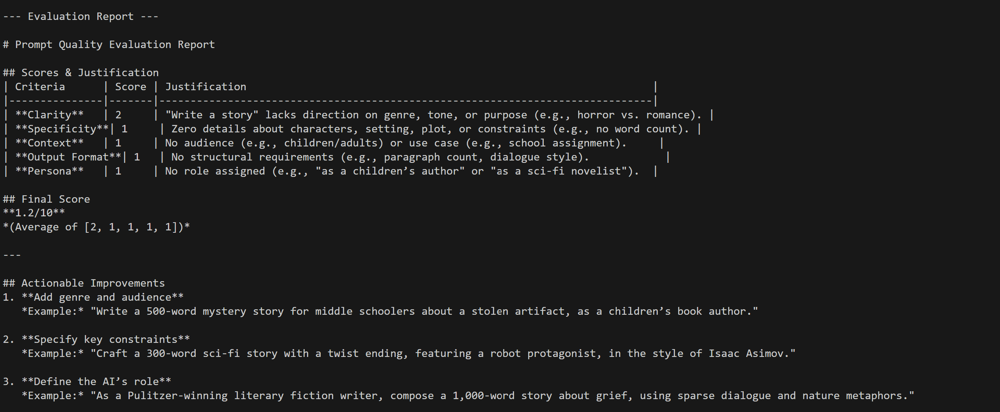 --- Evaluation Report ---
# Prompt Quality Evaluation Report
## Scores & Justification
| Criteria      | Score | Justification                                                                 |
|---------------|-------|-------------------------------------------------------------------------------|
| **Clarity**   | 2     | "Write a story" lacks direction on genre, tone, or purpose (e.g., horror vs. romance). |
| **Specificity**| 1     | Zero details about characters, setting, plot, or constraints (e.g., no word count). |
| **Context**   | 1     | No audience (e.g., children/adults) or use case (e.g., school assignment).     |
| **Output Format**| 1   | No structural requirements (e.g., paragraph count, dialogue style).            |
| **Persona**   | 1     | No role assigned (e.g., "as a children’s author" or "as a sci-fi novelist").  |
## Final Score
**1.2/10**
*(Average of [2, 1, 1, 1, 1])*
---
## Actionable Improvements
1. **Add genre and audience**
   *Example:* "Write a 500-word mystery story for middle schoolers about a stolen artifact, as a children’s book author."
2. **Specify key constraints**
   *Example:* "Craft a 300-word sci-fi story with a twist ending, featuring a robot protagonist, in the style of Isaac Asimov."
3. **Define the AI’s role**
   *Example:* "As a Pulitzer-winning literary fiction writer, compose a 1,000-word story about grief, using sparse dialogue and nature metaphors."